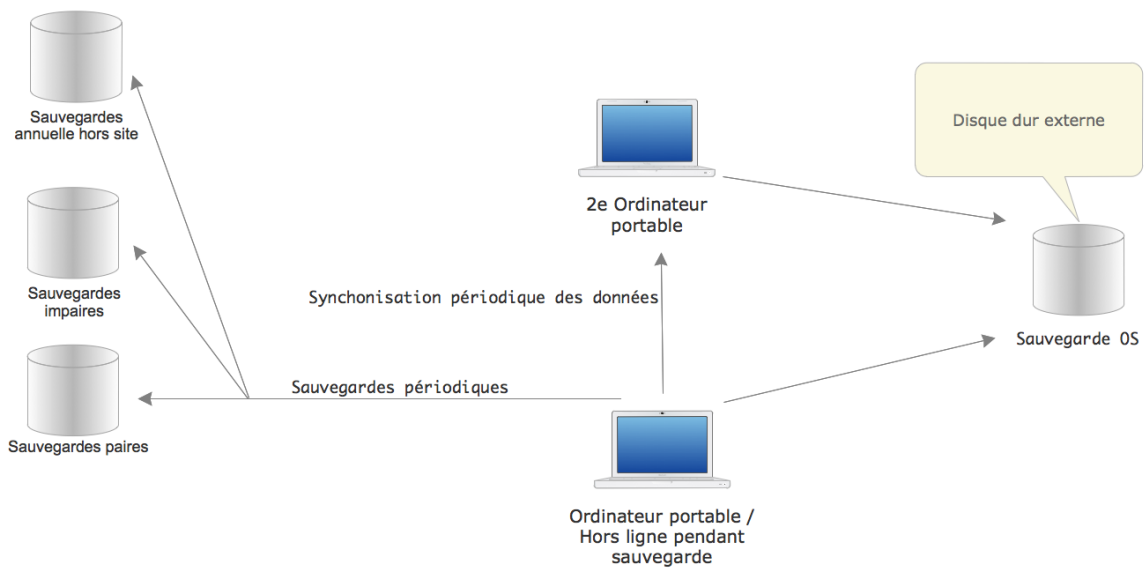 Sauvegardes
annuelle hors site
Disque dur externe
2e Ordinateur
portable
Sauvegardes
impaires
Synchonisation périodique des données
Sauvegarde OS
Sauvegardes périodiques
Sauvegardes paires
Ordinateur portable /
Hors ligne pendant
sauvegarde